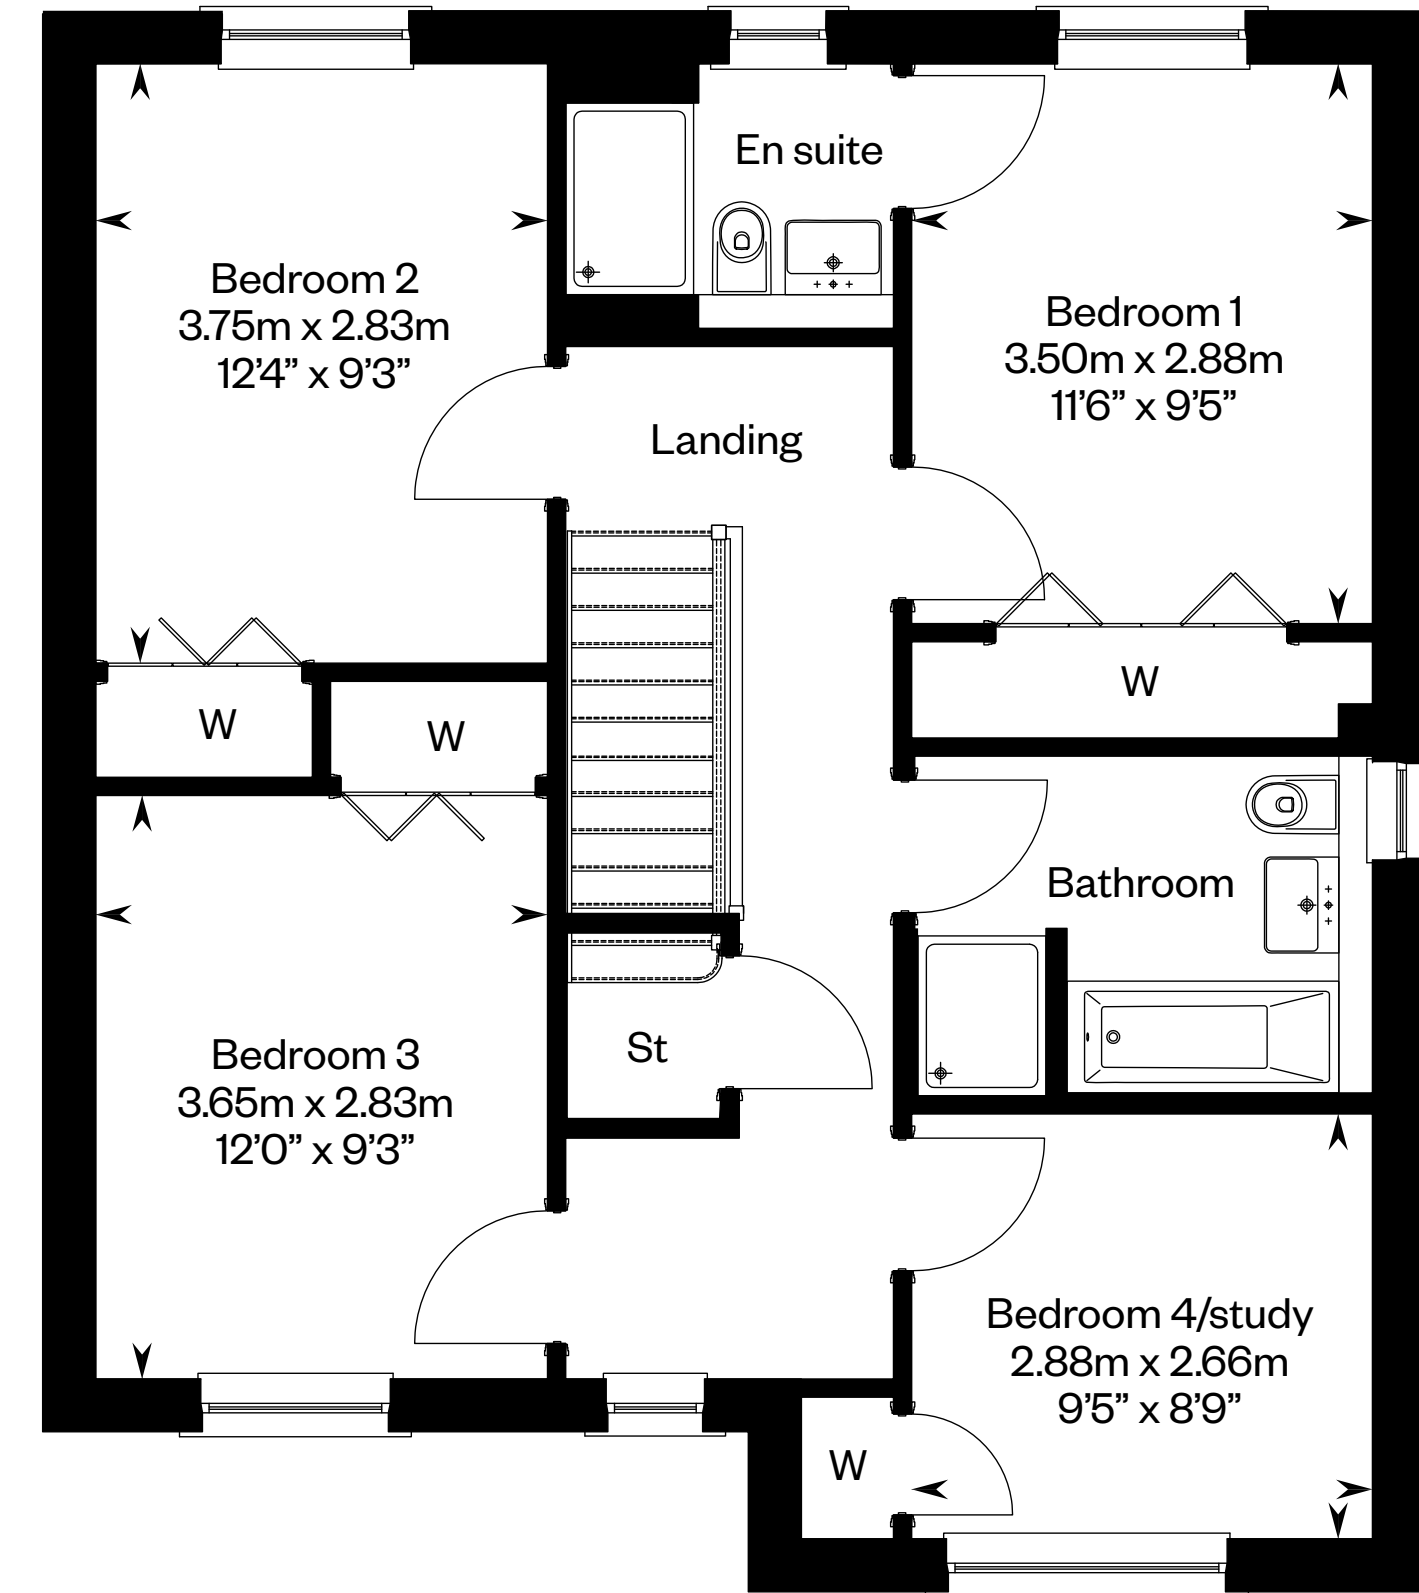 En suite
Bedroom 2
3.75m x 2.83m
12’4” x 9’3”
Bedroom 1
3.50m x 2.88m
11’6” x 9’5”
Landing
W
W
W
Bathroom
St
Bedroom 3
3.65m x 2.83m
12’0” x 9’3”
Bedroom 4/study
2.88m x 2.66m
9’5” x 8’9”
W